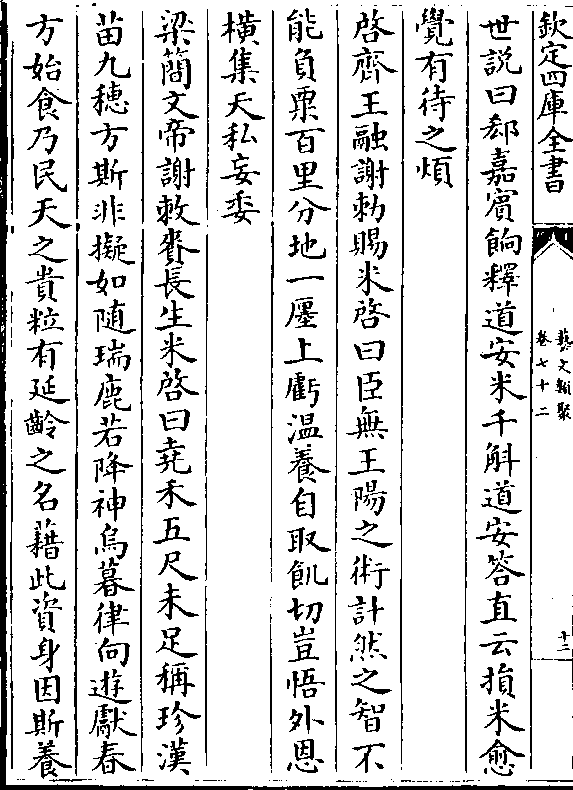 欽定四庫全書
藝文類聚
卷七十二
十二
世説曰郄嘉賓餉釋道安米千斛道安答直云損米愈
覺有待之煩
啓齊王融謝勑賜米啓曰臣無王陽之術計然之智不
能負粟百里分地一廛上虧温養自取飢切豈悟外恩
橫集天私妄委
梁簡文帝謝敕賚長生米啓曰堯禾五尺未足稱珍漢
苗九穗方斯非擬如随瑞鹿若降神烏暮律向遊獻春
方始食乃民天之貴粒有延齡之名藉此資身因斯養